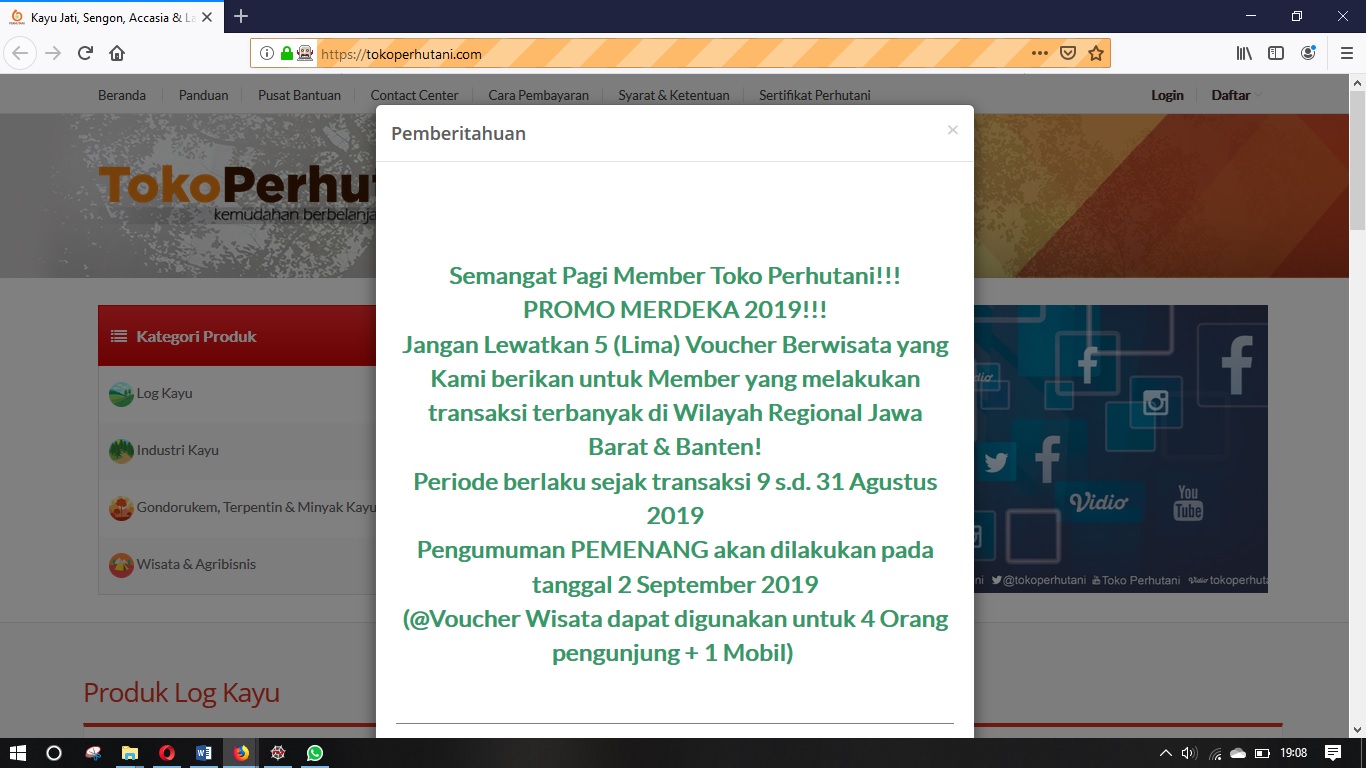 Kayu Jati, Sengon, Accasia & La
https://tokoperhutani.com
Beranda
Panduan
Pusat Bantuan
Contact Center
Cara Pembayaran
Syarat & Ketentuan
Sertifikat Perhutani
Login
Daftar
TokoPerhut
kemudahan berbelanja
Pemberitahuan
×
Semangat Pagi Member Toko Perhutani!!!
PROMO MERDEKA 2019!!!
Jangan Lewatkan 5 (Lima) Voucher Berwisata yang
Kami berikan untuk Member yang melakukan
transaksi terbanyak di Wilayah Regional Jawa
Barat & Banten!
Periode berlaku sejak transaksi 9 s.d. 31 Agustus
2019
Pengumuman PEMENANG akan dilakukan pada
tanggal 2 September 2019
(@Voucher Wisata dapat digunakan untuk 4 Orang
pengunjung + 1 Mobil)
Kategori Produk
Log Kayu
Industri Kayu
Gondorukem, Terpentin & Minyak Kayu
Wisata & Agribisnis
dio
Vidio
You
Tube
ni @tokoperhutani Toko Perhutani Vidio tokoperhuta
Produk Log Kayu
19:08